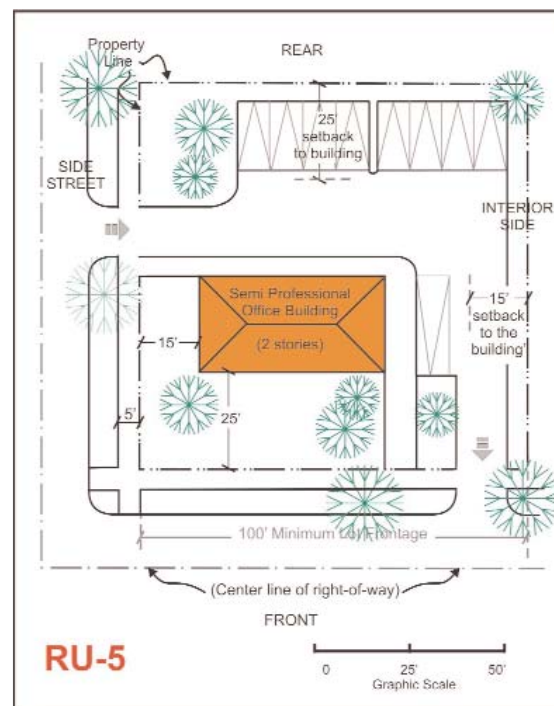 Property
Line
REAR
25'
setback
to building
SIDE
STREET
INTERIOR
SIDE
Semi Professional
Office Building
(2 stories)
15'
15'
setback
to the
building
5'
25'
100' Minimum Lot Frontage
(Center line of right-of-way)
FRONT
RU-5
0 25' 50'
Graphic Scale